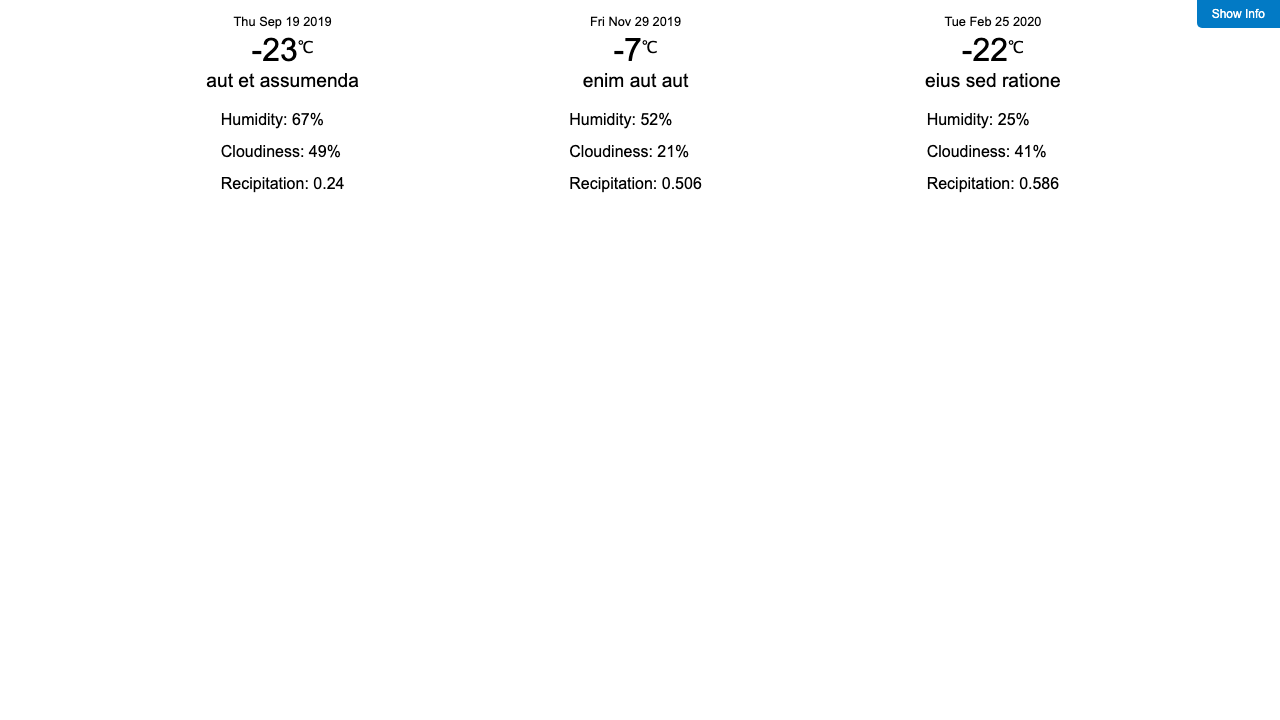 Show Info
Thu Sep 19 2019
-23℃
aut et assumenda
Humidity: 67%
Cloudiness: 49%
Recipitation: 0.24
Fri Nov 29 2019
-7℃
enim aut aut
Humidity: 52%
Cloudiness: 21%
Recipitation: 0.506
Tue Feb 25 2020
-22℃
eius sed ratione
Humidity: 25%
Cloudiness: 41%
Recipitation: 0.586